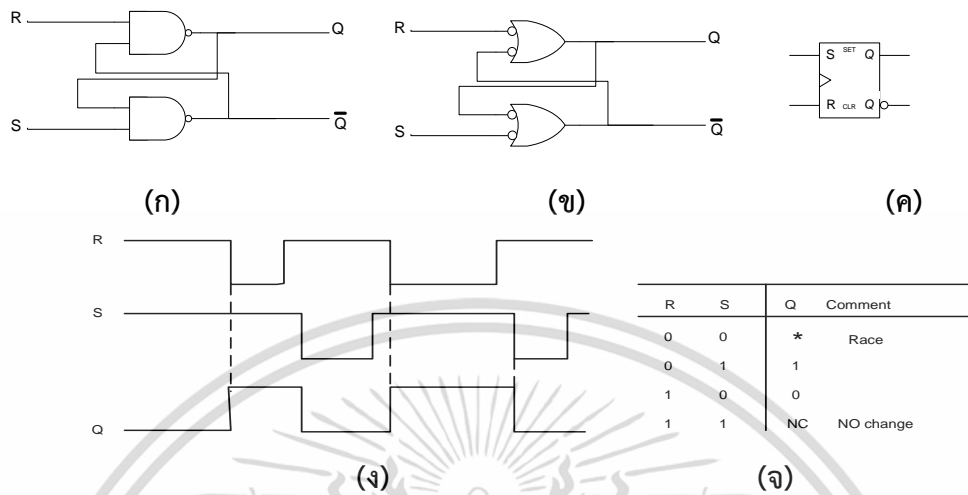 R Q
S Q̅
(ก)
R Q
S Q̅
(ข)
S SET Q
R CLR Q
(ค)
R
S
Q
(ง)
R S Q Comment
0 0 * Race
0 1 1
1 0 0
1 1 NC NO change
(จ)